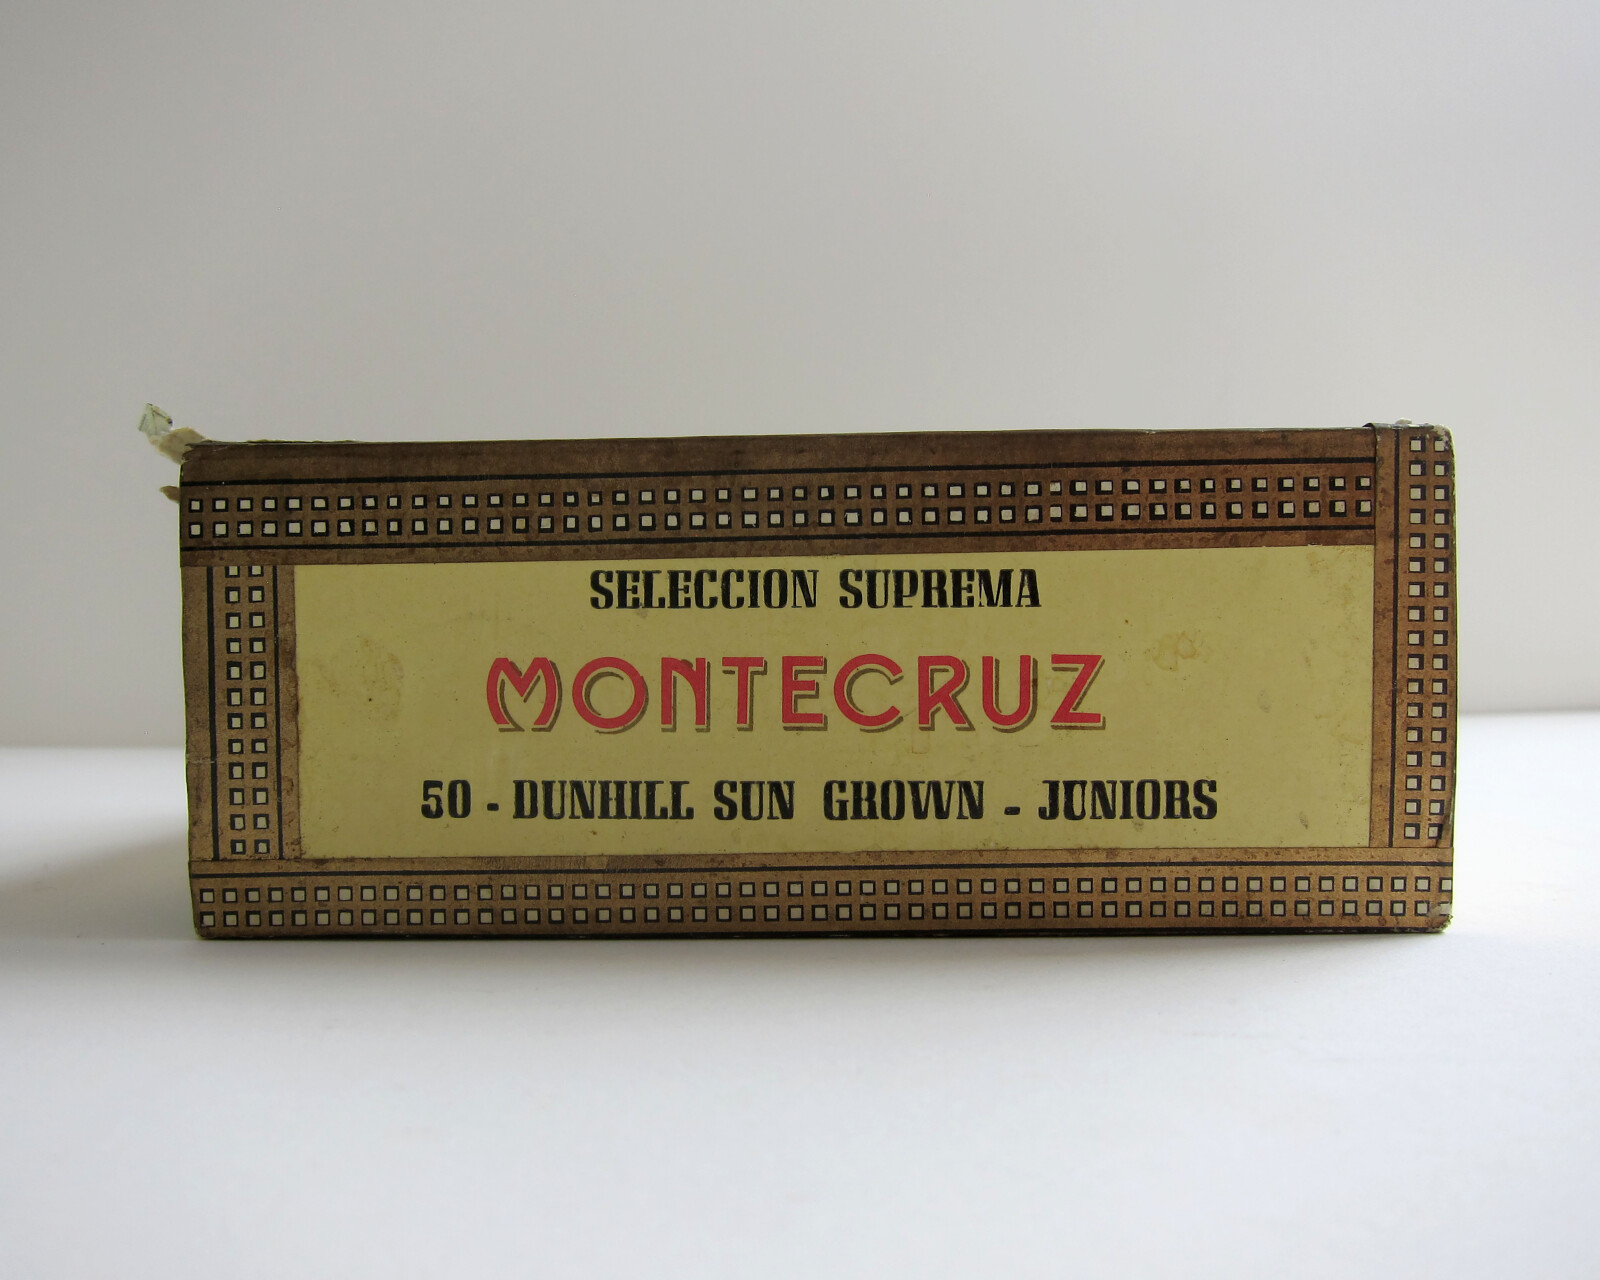 SELECCION SUPREMA
MONTECRUZ
50 - DUNHILL SUN GROWN - JUNIORS